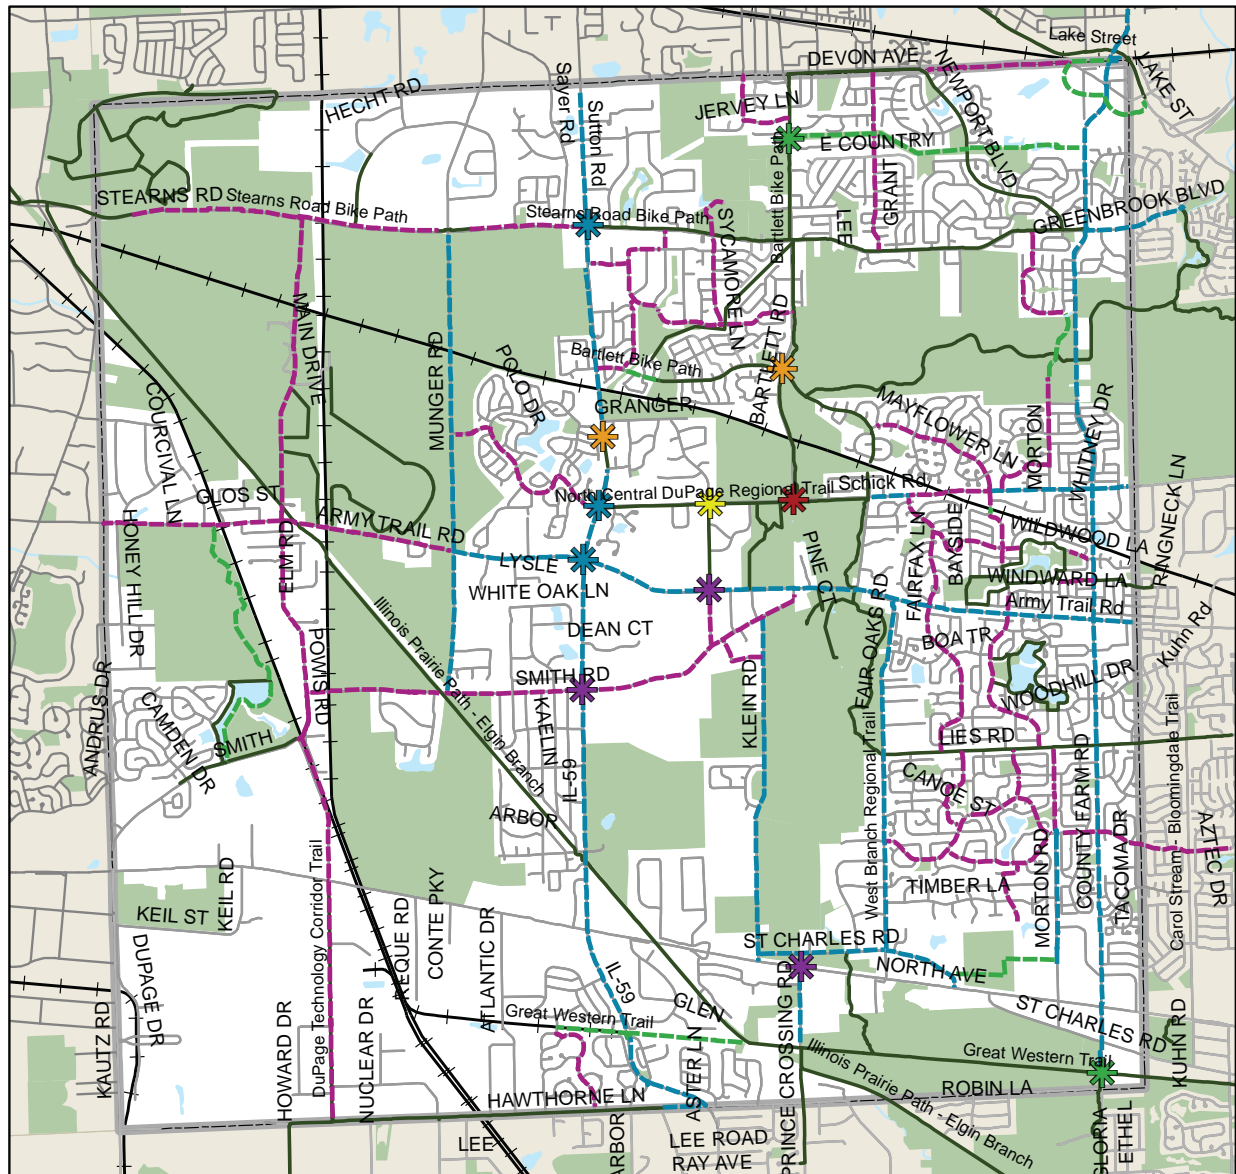 Lake Street
DEVON AVE
LAKE ST
HECHT RD
Sayer Rd
Sutton Rd
JERVEY LN
NEWPORT BLVD
E COUNTRY
Bartlett Bike Path
GRANT
STEARNS RD
Stearns Road Bike Path
Stearns Road Bike Path
SYCAMORE LN
LEE
GREENBROOK BLVD
MAIN DRIVE
MUNGER RD
POLO DR
Bartlett Bike Path
BARTLETT RD
GRANGER
COURCIVAL LN
MAYFLOWER LN
MORTON
WHITNEY DR
GLOS ST
North Central DuPage Regional Trail
Schick Rd
RINGNECK LN
HONEY HILL DR
ELM RD
ARMY TRAIL RD
LYSLE
WHITE OAK LN
PINE CT
FAIRFAX LN
BAYSIDE
WILDWOOD LA
WINDWARD LA
Army Trail Rd
DEAN CT
FAIR OAKS RD
BOA TR
Kuhn Rd
Illinois Prairie Path - Elgin Branch
POWIS RD
SMITH RD
KLEIN RD
WOODHILL DR
ANDRUS DR
CAMDEN DR
SMITH
KAELIN
IL-59
LIES RD
West Branch Regional Trail
CANOE ST
COUNTY FARM RD
TACOMA DR
Carol Stream - Bloomingdale Trail
AZTEC DR
ARBOR
TIMBER LA
MORTON RD
KEIL RD
KEIL ST
DuPage Technology Corridor Trail
CONTE PKY
ATLANTIC DR
ST CHARLES RD
NORTH AVE
DUPAGE DR
IL-59
GLEN
ST CHARLES RD
KAUTZ RD
HOWARD DR
NUCLEAR DR
Great Western Trail
ASTER LN
PRINCE CROSSING RD
Illinois Prairie Path - Elgin Branch
Great Western Trail
KUHN RD
HAWTHORNE LN
ROBIN LA
LEE
ARBOR
LEE ROAD
RAY AVE
GLORIA
ETHEL